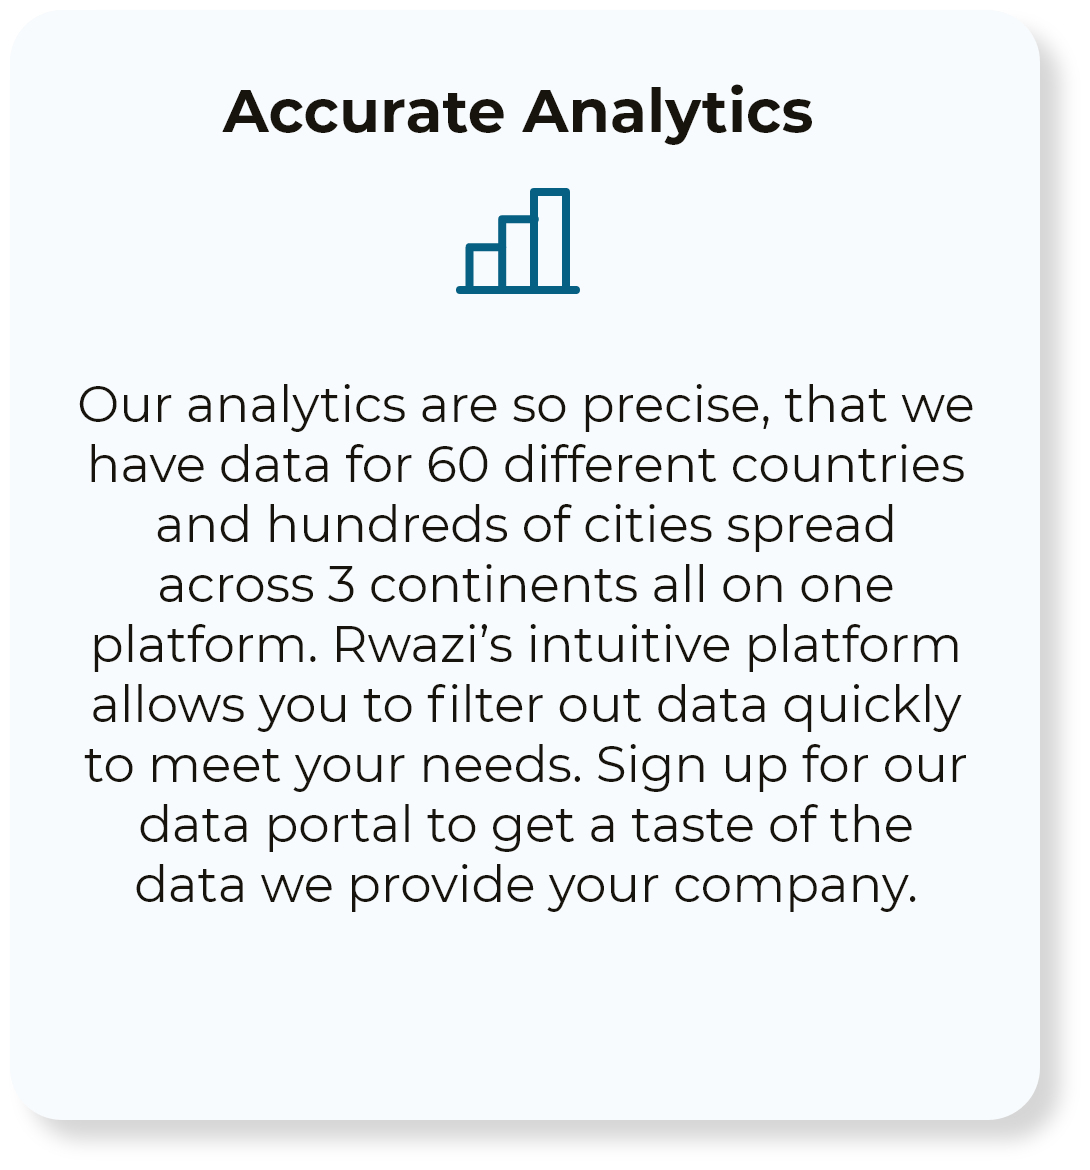 Accurate Analytics
Our analytics are so precise, that we
have data for 60 different countries
and hundreds of cities spread
across 3 continents all on one
platform. Rwazi’s intuitive platform
allows you to filter out data quickly
to meet your needs. Sign up for our
data portal to get a taste of the
data we provide your company.